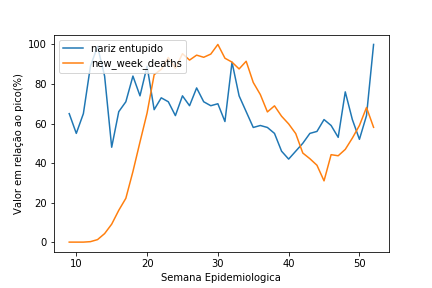 nariz entupido
new_week_deaths
Valor em relação ao pico(%)
100
80
60
40
20
0
10
20
30
40
50
Semana Epidemiologica